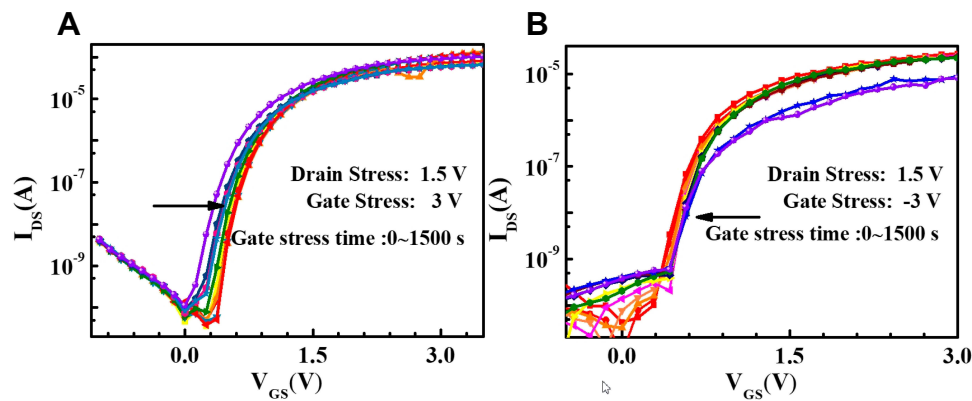 A
I_DS(A)
10^-5
10^-7
10^-9
Drain Stress: 1.5 V
Gate Stress: 3 V
Gate stress time :0~1500 s
0.0 1.5 3.0
V_GS(V)
B
I_DS(A)
10^-5
10^-7
10^-9
Drain Stress: 1.5 V
Gate Stress: -3 V
Gate stress time :0~1500 s
0.0 1.5 3.0
V_GS(V)